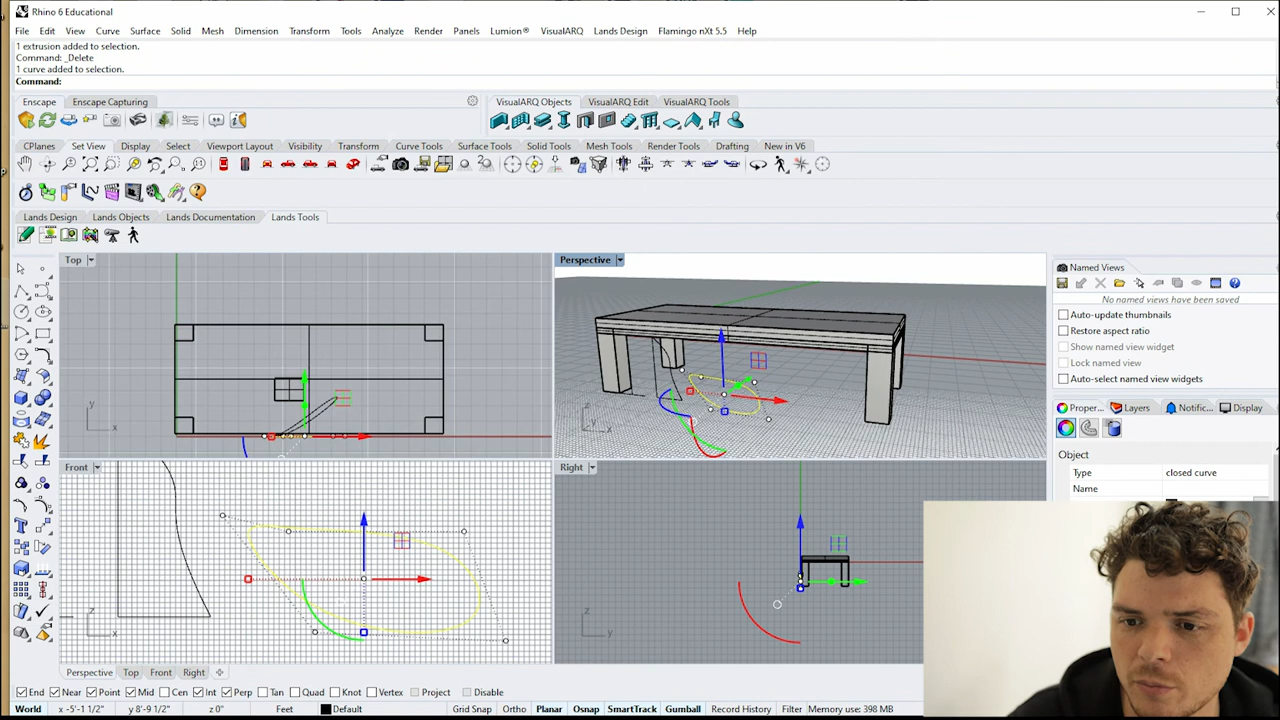 Rhino 6 Educational
File Edit View Curve Surface Solid Mesh Dimension Transform Tools Analyze Render Panels Lumion® VisualARQ Lands Design Flamingo nXt 5.5 Help
1 extrusion added to selection.
Command: _Delete
1 curve added to selection.
Command:
Enscape Enscape Capturing VisualARQ Objects VisualARQ Edit VisualARQ Tools
CPlanes Set View Display Select Viewport Layout Visibility Transform Curve Tools Surface Tools Solid Tools Mesh Tools Render Tools Drafting New in V6
Lands Design Lands Objects Lands Documentation Lands Tools
Top Perspective
Named Views
No named views have been saved
Auto-update thumbnails
Restore aspect ratio
Show named view widget
Lock named view
Auto-select named view widgets
Proper... Layers Notific... Display
y x
z y x
Object
Type closed curve
Name
Front Right
z x
z y
Perspective Top Front Right
End Near Point Mid Cen Int Perp Tan Quad Knot Vertex Project Disable
World x -5'-1 1/2" y 8'-9 1/2" z 0" Feet Default Grid Snap Ortho Planar Osnap SmartTrack Gumball Record History Filter Memory use: 398 MB